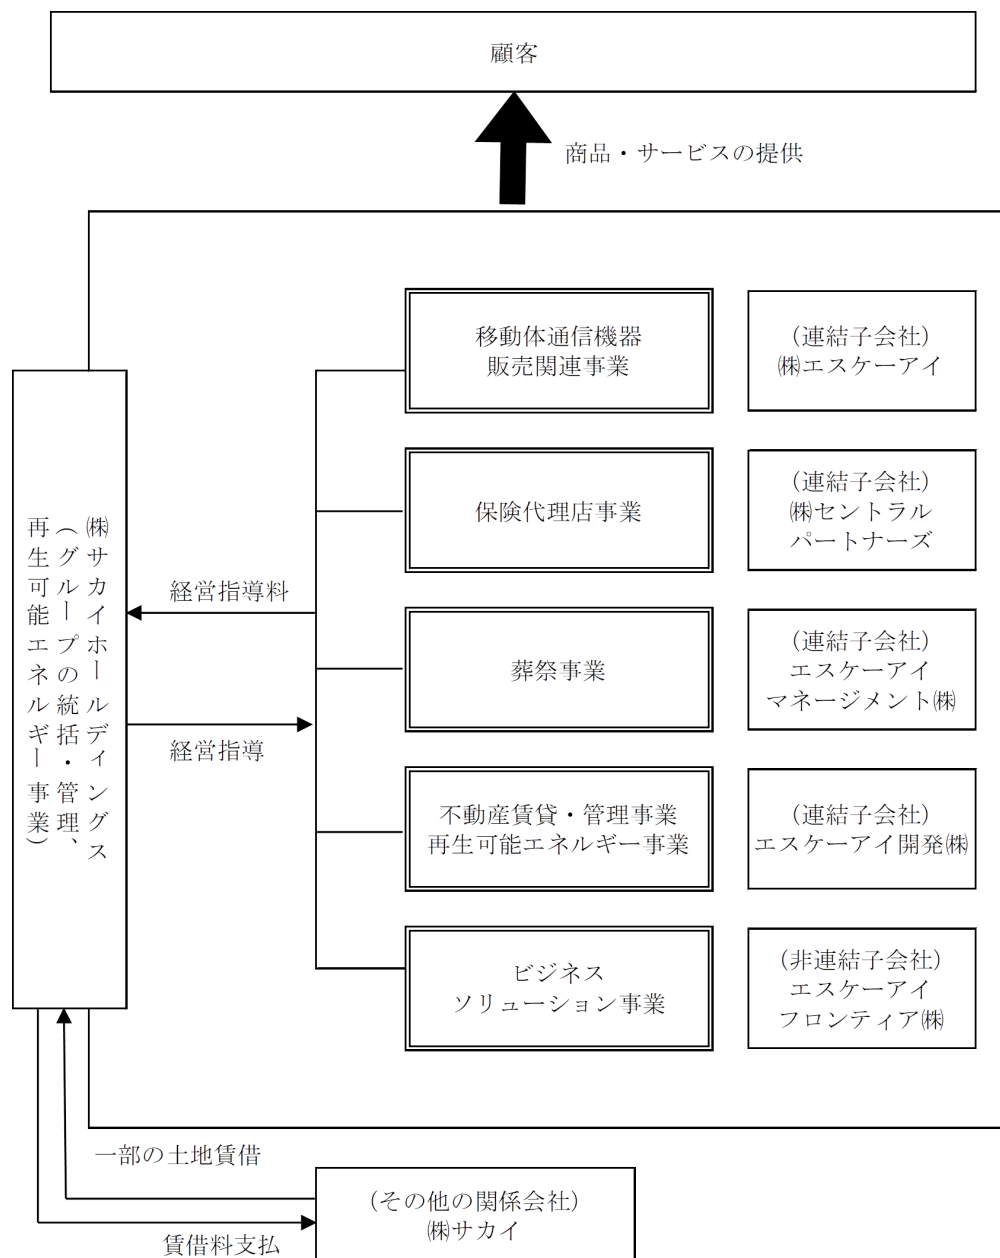 顧客
商品・サービスの提供
移動体通信機器
販売関連事業
(連結子会社)
㈱エスケーアイ
保険代理店事業
(連結子会社)
㈱セントラル
パートナーズ
㈱サカイホールディングス
(グループの統括・管理、
再生可能エネルギー事業)
経営指導料
経営指導
葬祭事業
(連結子会社)
エスケーアイ
マネージメント㈱
不動産賃貸・管理事業
再生可能エネルギー事業
(連結子会社)
エスケーアイ開発㈱
ビジネス
ソリューション事業
(非連結子会社)
エスケーアイ
フロンティア㈱
一部の土地賃借
(その他の関係会社)
㈱サカイ
賃借料支払